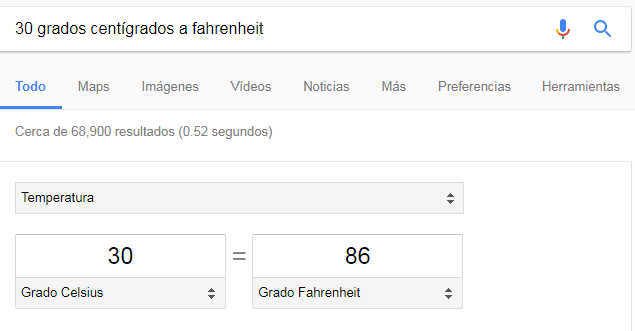 30 grados centígrados a fahrenheit
Todo Maps Imágenes Vídeos Noticias Más Preferencias Herramientas
Cerca de 68,900 resultados (0.52 segundos)
Temperatura
30 = 86
Grado Celsius Grado Fahrenheit